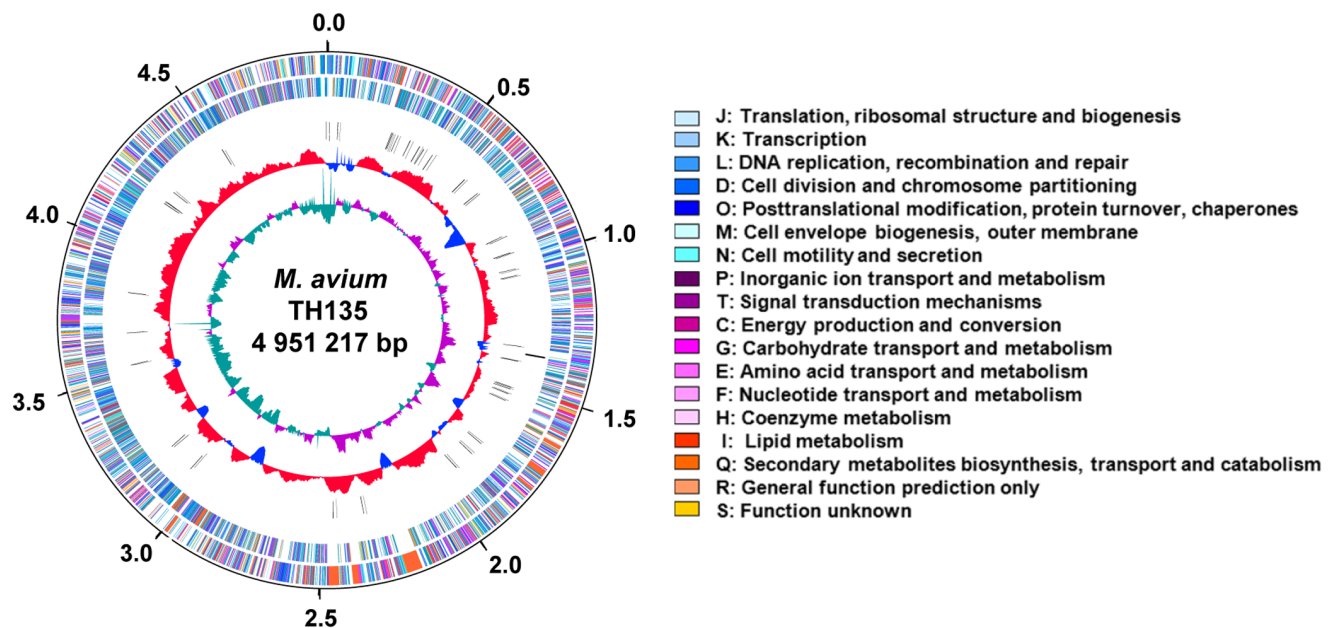 0.0
0.5
1.0
1.5
2.0
2.5
3.0
3.5
4.0
4.5
M. avium
TH135
4 951 217 bp
J: Translation, ribosomal structure and biogenesis
K: Transcription
L: DNA replication, recombination and repair
D: Cell division and chromosome partitioning
O: Posttranslational modification, protein turnover, chaperones
M: Cell envelope biogenesis, outer membrane
N: Cell motility and secretion
P: Inorganic ion transport and metabolism
T: Signal transduction mechanisms
C: Energy production and conversion
G: Carbohydrate transport and metabolism
E: Amino acid transport and metabolism
F: Nucleotide transport and metabolism
H: Coenzyme metabolism
I: Lipid metabolism
Q: Secondary metabolites biosynthesis, transport and catabolism
R: General function prediction only
S: Function unknown